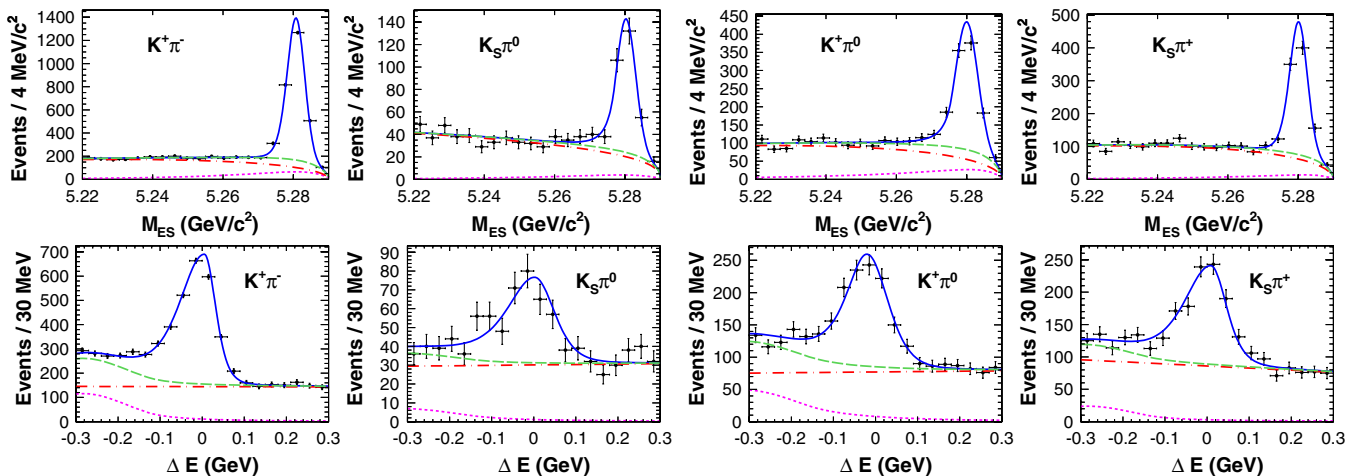 Events / 4 MeV/c²
1400
1200
1000
800
600
400
200
0
K⁺π⁻
5.22 5.24 5.26 5.28
M_ES (GeV/c²)
Events / 4 MeV/c²
140
120
100
80
60
40
20
0
K_Sπ⁰
5.22 5.24 5.26 5.28
M_ES (GeV/c²)
Events / 4 MeV/c²
450
400
350
300
250
200
150
100
50
0
K⁺π⁰
5.22 5.24 5.26 5.28
M_ES (GeV/c²)
Events / 4 MeV/c²
500
400
300
200
100
0
K_Sπ⁺
5.22 5.24 5.26 5.28
M_ES (GeV/c²)
Events / 30 MeV
700
600
500
400
300
200
100
0
K⁺π⁻
-0.3 -0.2 -0.1 0 0.1 0.2 0.3
Δ E (GeV)
Events / 30 MeV
90
80
70
60
50
40
30
20
10
0
K_Sπ⁰
-0.3 -0.2 -0.1 0 0.1 0.2 0.3
Δ E (GeV)
Events / 30 MeV
250
200
150
100
50
0
K⁺π⁰
-0.3 -0.2 -0.1 0 0.1 0.2 0.3
Δ E (GeV)
Events / 30 MeV
250
200
150
100
50
0
K_Sπ⁺
-0.3 -0.2 -0.1 0 0.1 0.2 0.3
Δ E (GeV)